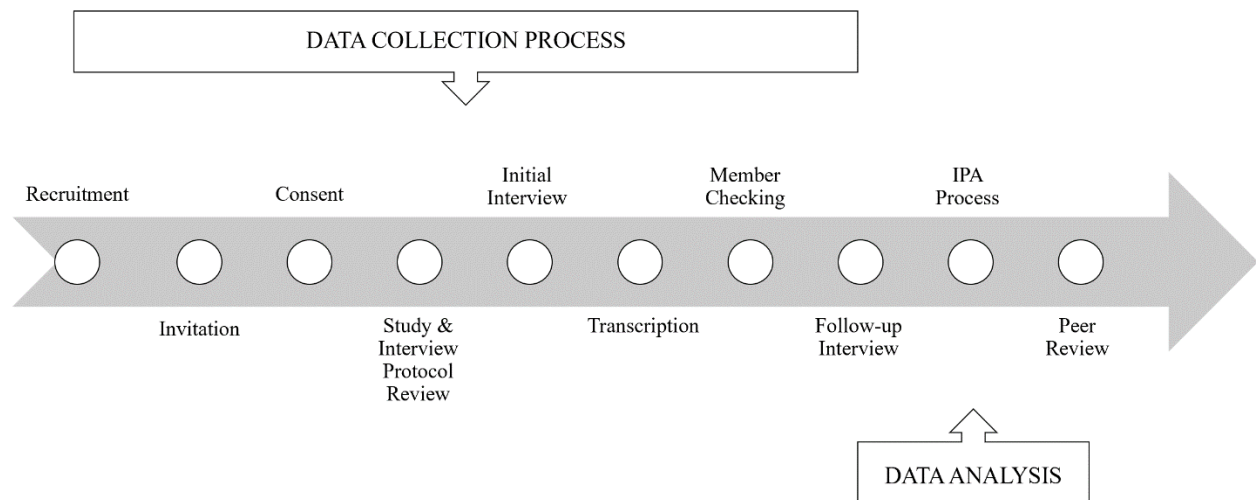 DATA COLLECTION PROCESS
Recruitment
Invitation
Consent
Study &
Interview
Protocol
Review
Initial
Interview
Transcription
Member
Checking
Follow-up
Interview
IPA
Process
Peer
Review
DATA ANALYSIS